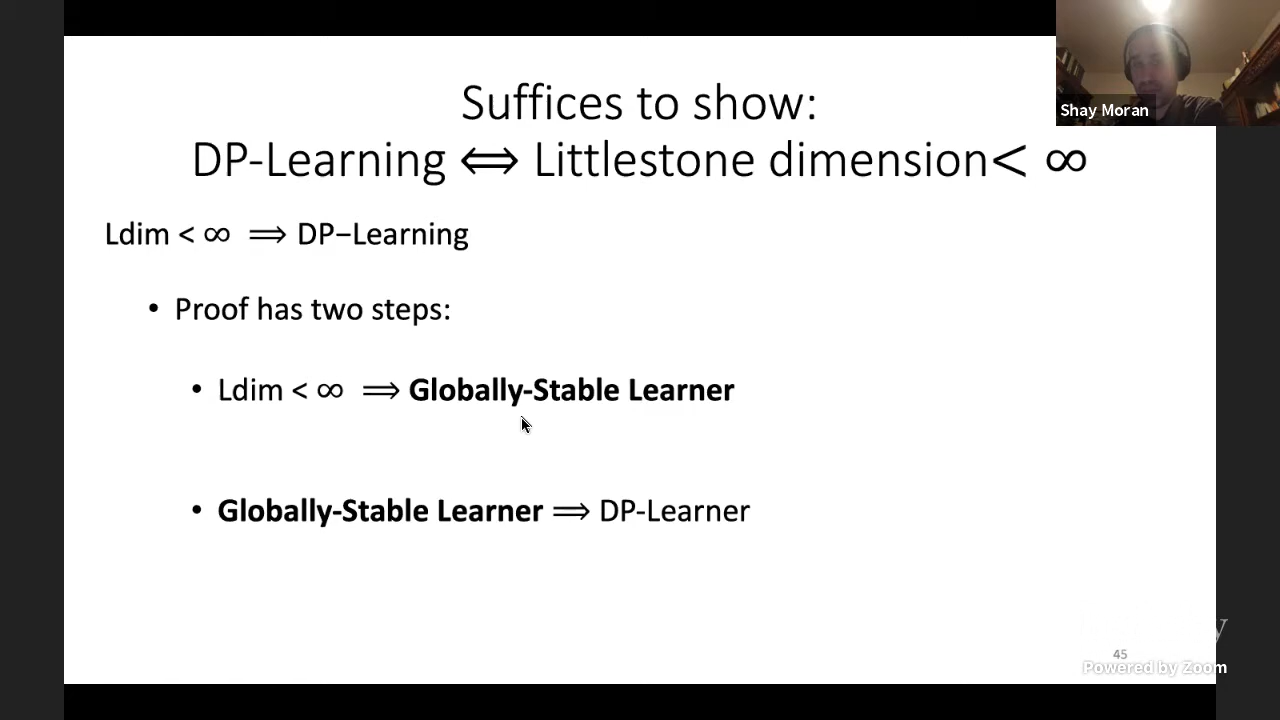 Suffices to show:
DP-Learning ⟺ Littlestone dimension< ∞
Shay Moran
Ldim < ∞ ⟹ DP−Learning
• Proof has two steps:
• Ldim < ∞ ⟹ Globally-Stable Learner
• Globally-Stable Learner ⟹ DP-Learner
45
Powered by Zoom